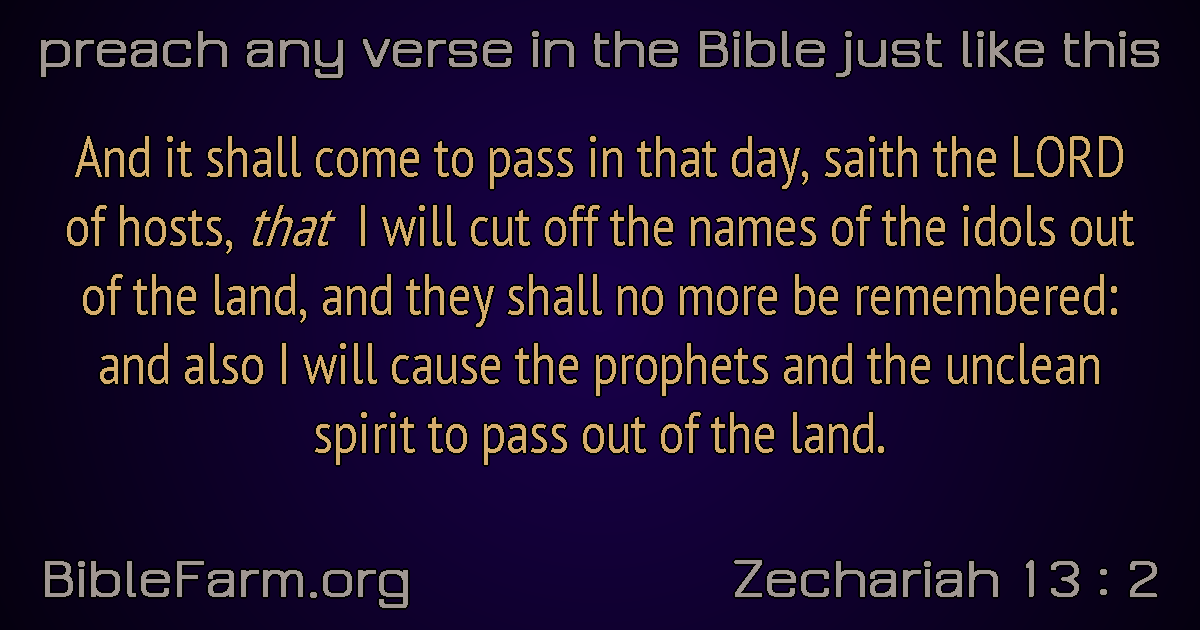 preach any verse in the Bible just like this
And it shall come to pass in that day, saith the LORD
of hosts, that I will cut off the names of the idols out
of the land, and they shall no more be remembered:
and also I will cause the prophets and the unclean
spirit to pass out of the land.
BibleFarm.org
Zechariah 13 : 2